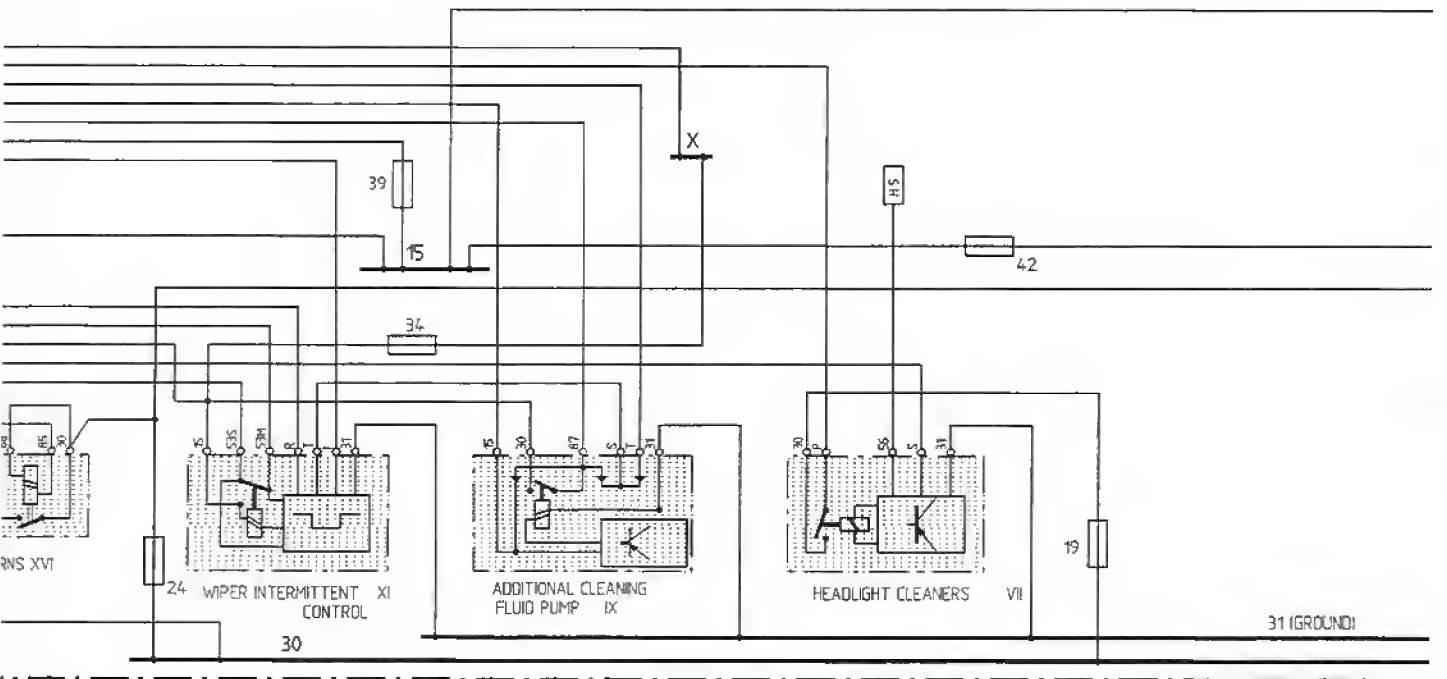 X
39
HS
15
42
34
85 30
15 53S 53M R T 31
15 30 87 S T 31
30 P 56 S 31
19
RNS XVI
24
WIPER INTERMITTENT XI
CONTROL
ADDITIONAL CLEANING
FLUID PUMP IX
HEADLIGHT CLEANERS VII
31 (GROUND)
30